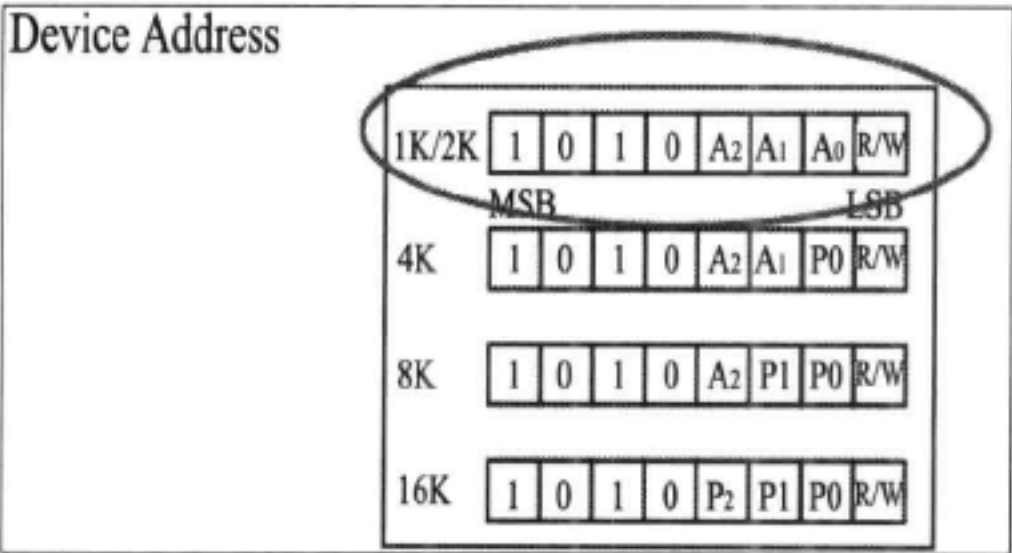 Device Address
1K/2K 1 0 1 0 A2 A1 A0 R/W
MSB LSB
4K 1 0 1 0 A2 A1 P0 R/W
8K 1 0 1 0 A2 P1 P0 R/W
16K 1 0 1 0 P2 P1 P0 R/W